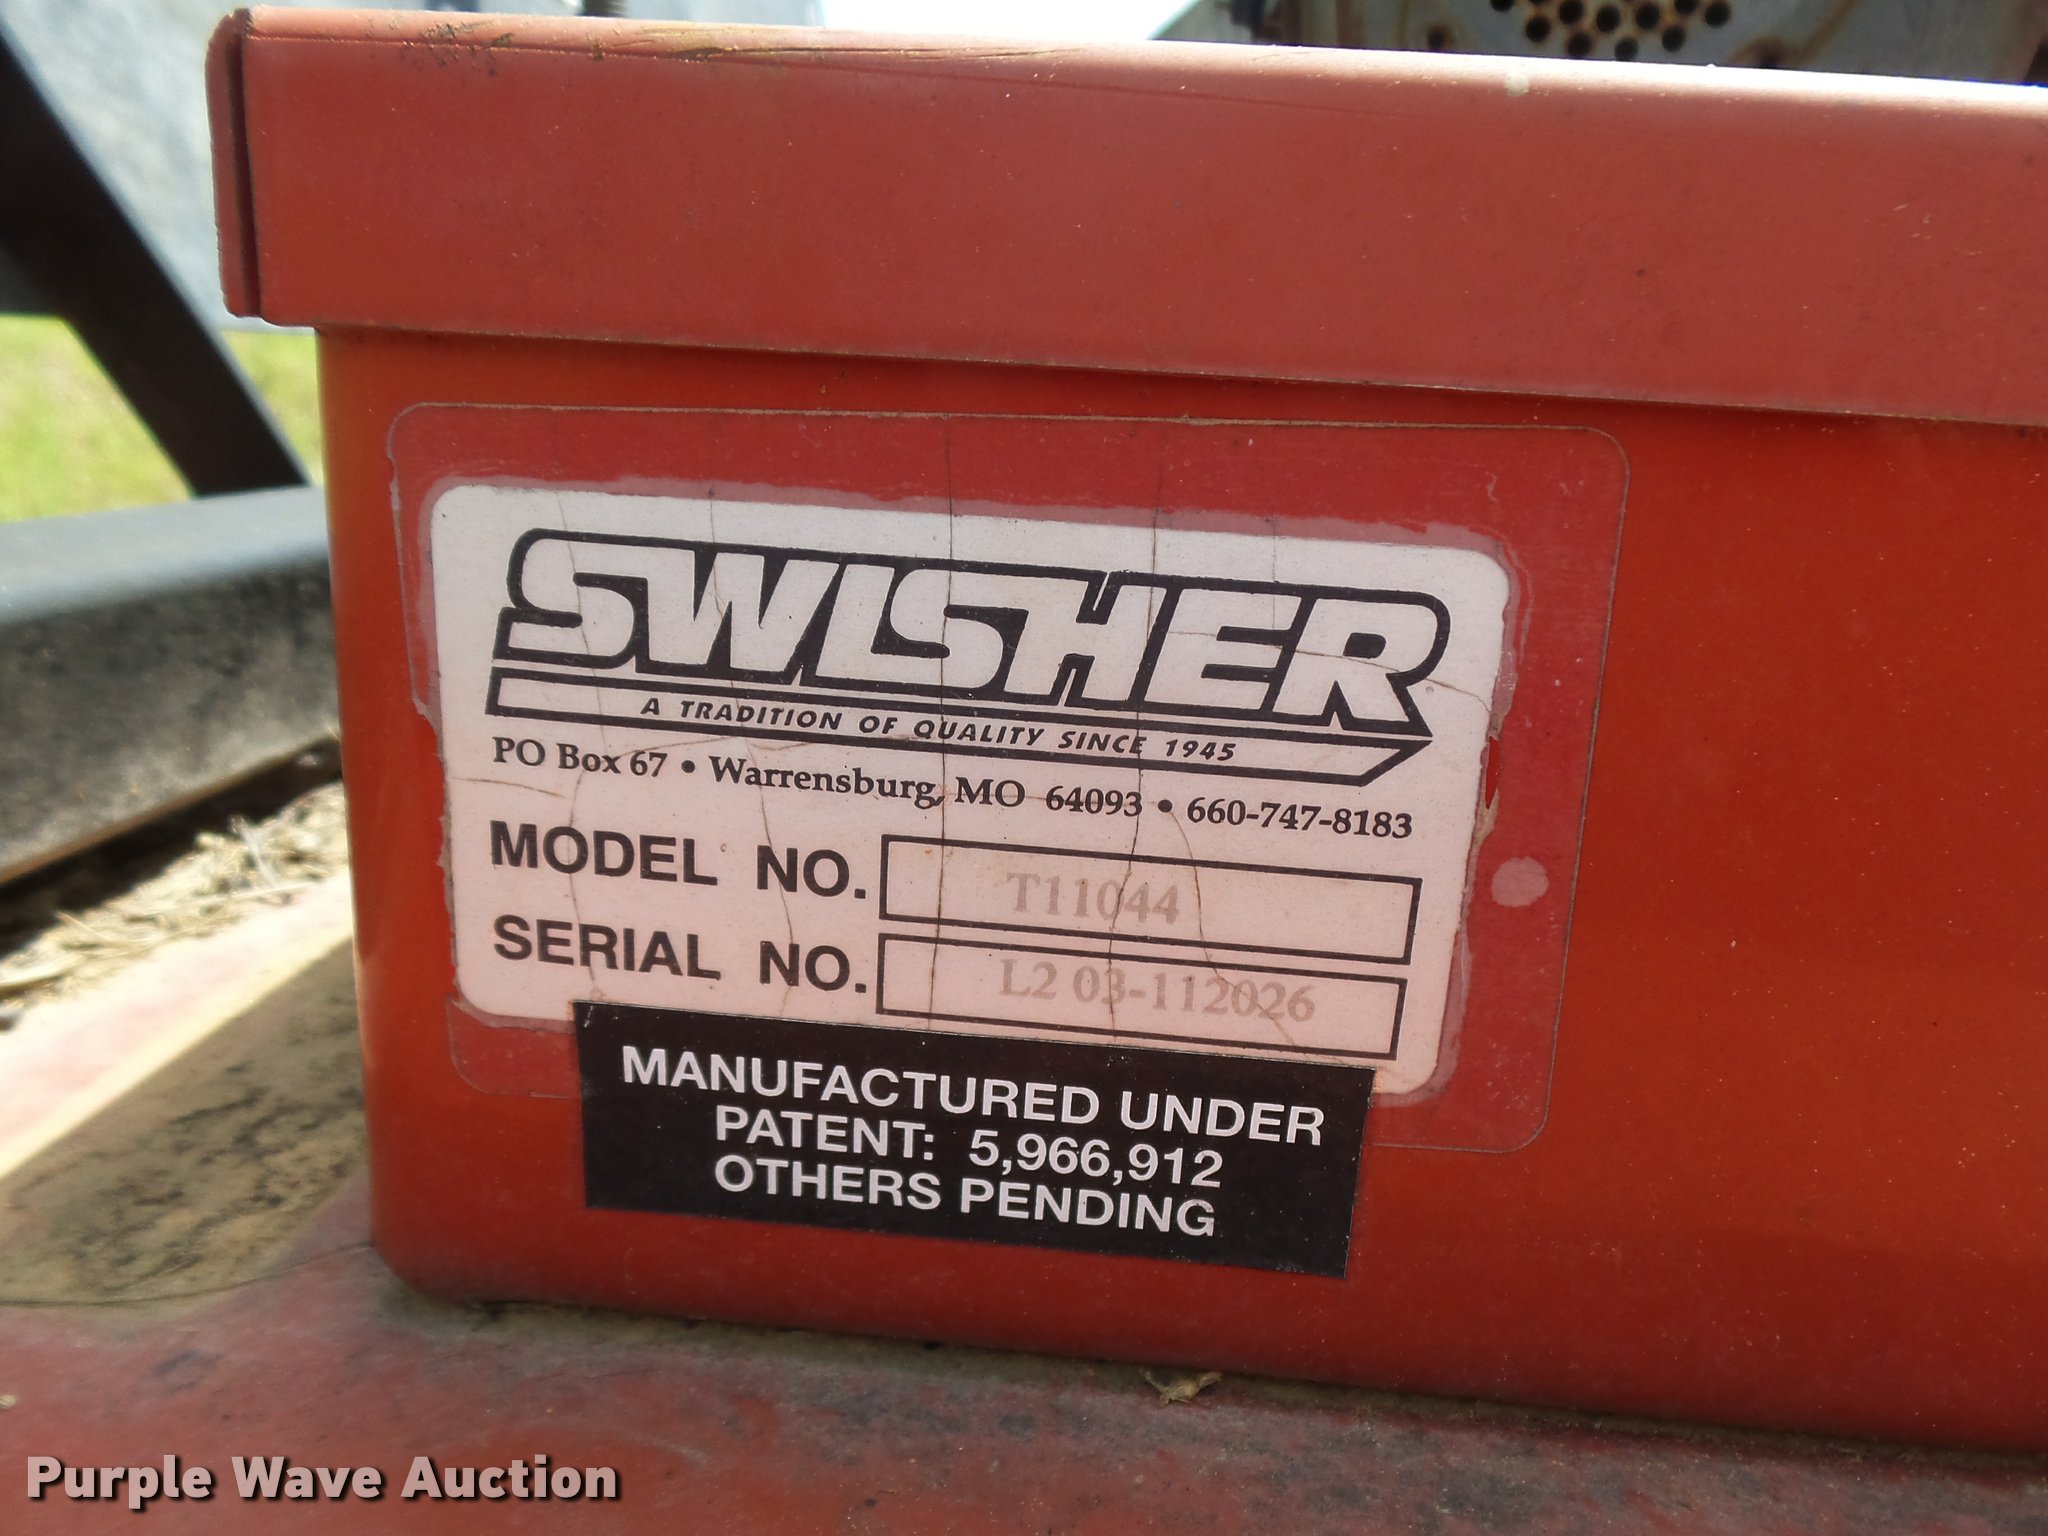 SWISHER
A TRADITION OF QUALITY SINCE 1945
PO Box 67 • Warrensburg, MO 64093 • 660-747-8183
MODEL NO. T11044
SERIAL NO. L2 03-112026
MANUFACTURED UNDER
PATENT: 5,966,912
OTHERS PENDING
Purple Wave Auction